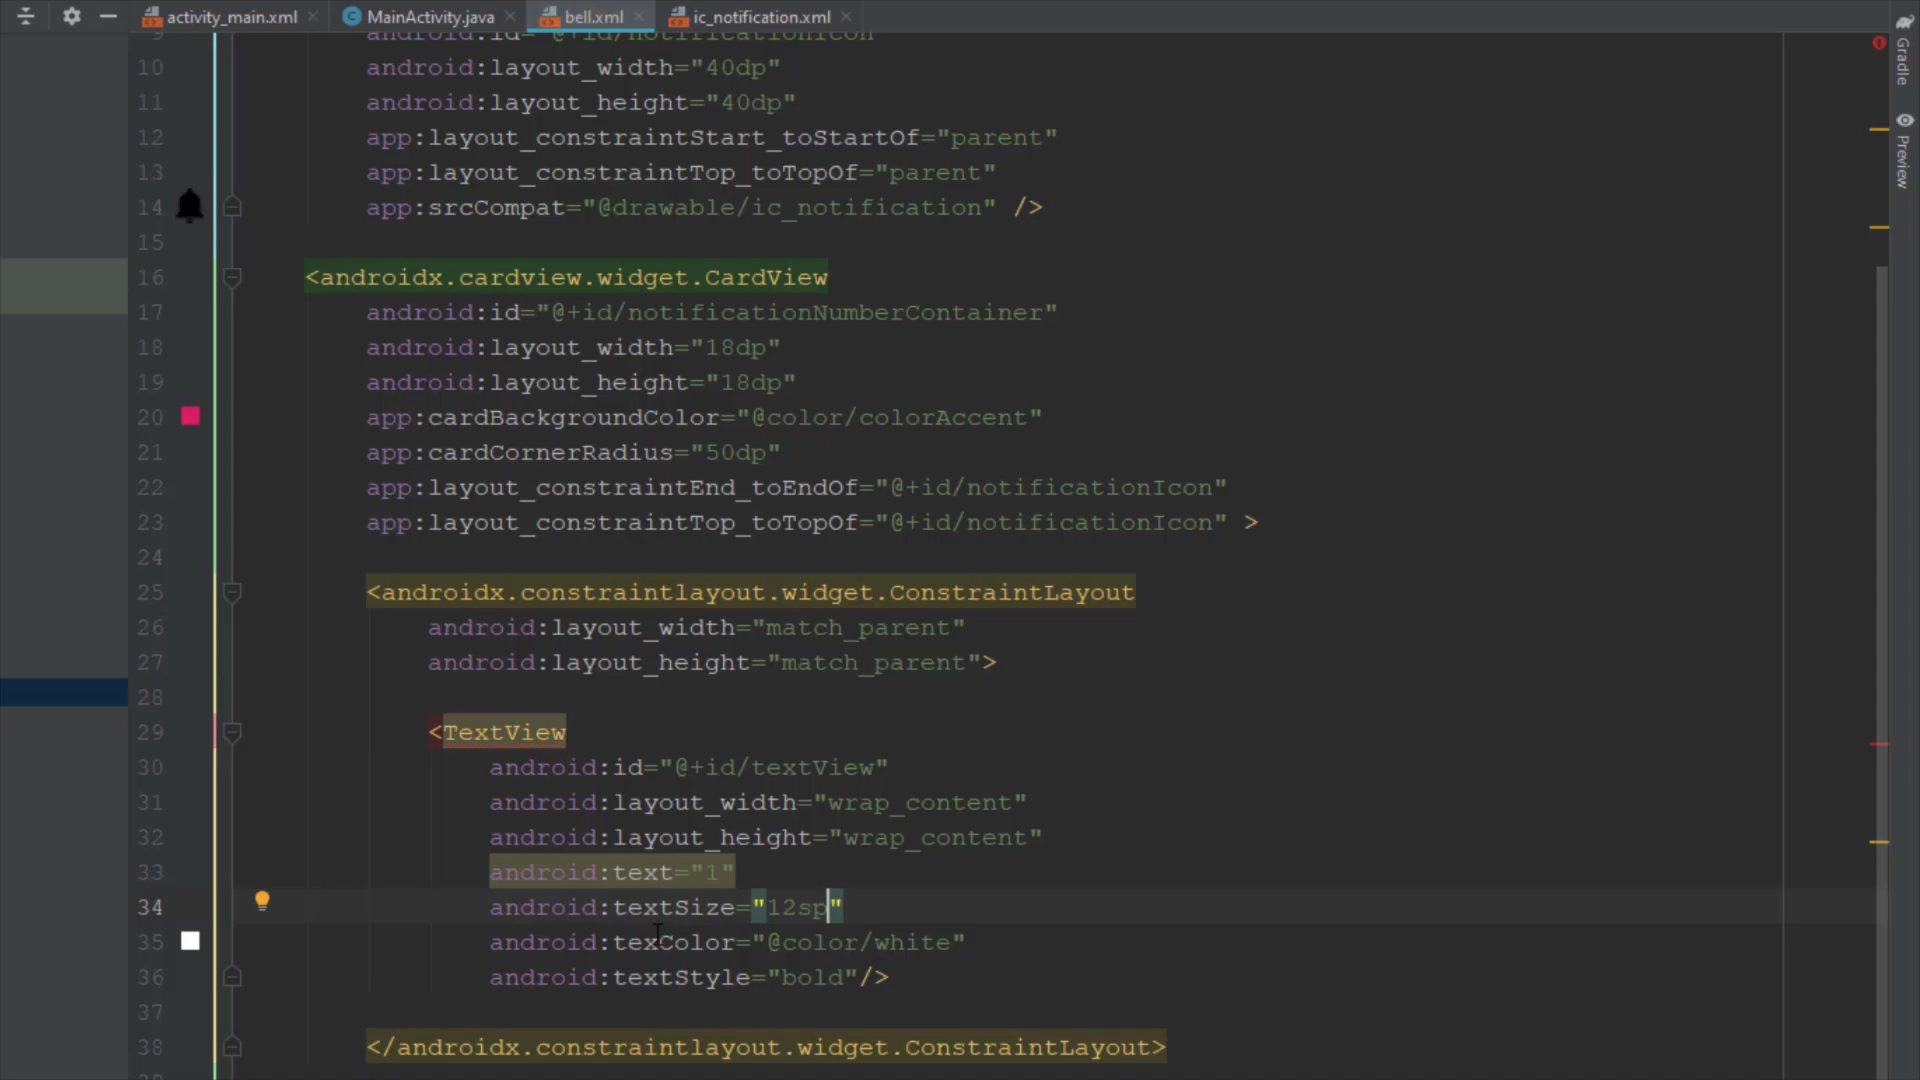 activity_main.xml MainActivity.java bell.xml ic_notification.xml
9 android:id="@+id/notificationIcon"
10 android:layout_width="40dp"
11 android:layout_height="40dp"
12 app:layout_constraintStart_toStartOf="parent"
13 app:layout_constraintTop_toTopOf="parent"
14 app:srcCompat="@drawable/ic_notification" />
15
16 <androidx.cardview.widget.CardView
17 android:id="@+id/notificationNumberContainer"
18 android:layout_width="18dp"
19 android:layout_height="18dp"
20 app:cardBackgroundColor="@color/colorAccent"
21 app:cardCornerRadius="50dp"
22 app:layout_constraintEnd_toEndOf="@+id/notificationIcon"
23 app:layout_constraintTop_toTopOf="@+id/notificationIcon" >
24
25 <androidx.constraintlayout.widget.ConstraintLayout
26 android:layout_width="match_parent"
27 android:layout_height="match_parent">
28
29 <TextView
30 android:id="@+id/textView"
31 android:layout_width="wrap_content"
32 android:layout_height="wrap_content"
33 android:text="1"
34 android:textSize="12sp"
35 android:texColor="@color/white"
36 android:textStyle="bold"/>
37
38 </androidx.constraintlayout.widget.ConstraintLayout>
Gradle
Preview